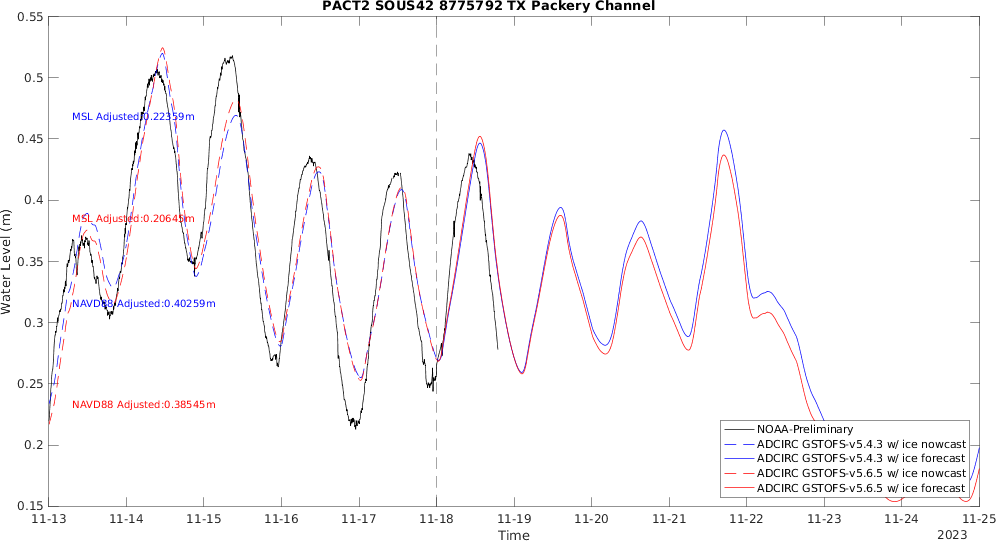 PACT2 SOUS42 8775792 TX Packery Channel
0.55
0.5
0.45
0.4
0.35
0.3
0.25
0.2
0.15
Water Level (m)
MSL Adjusted:0.22359m
MSL Adjusted:0.20645m
NAVD88 Adjusted:0.40259m
NAVD88 Adjusted:0.38545m
NOAA-Preliminary
ADCIRC GSTOFS-v5.4.3 w/ ice nowcast
ADCIRC GSTOFS-v5.4.3 w/ ice forecast
ADCIRC GSTOFS-v5.6.5 w/ ice nowcast
ADCIRC GSTOFS-v5.6.5 w/ ice forecast
11-13 11-14 11-15 11-16 11-17 11-18 11-19 11-20 11-21 11-22 11-23 11-24 11-25
Time
2023